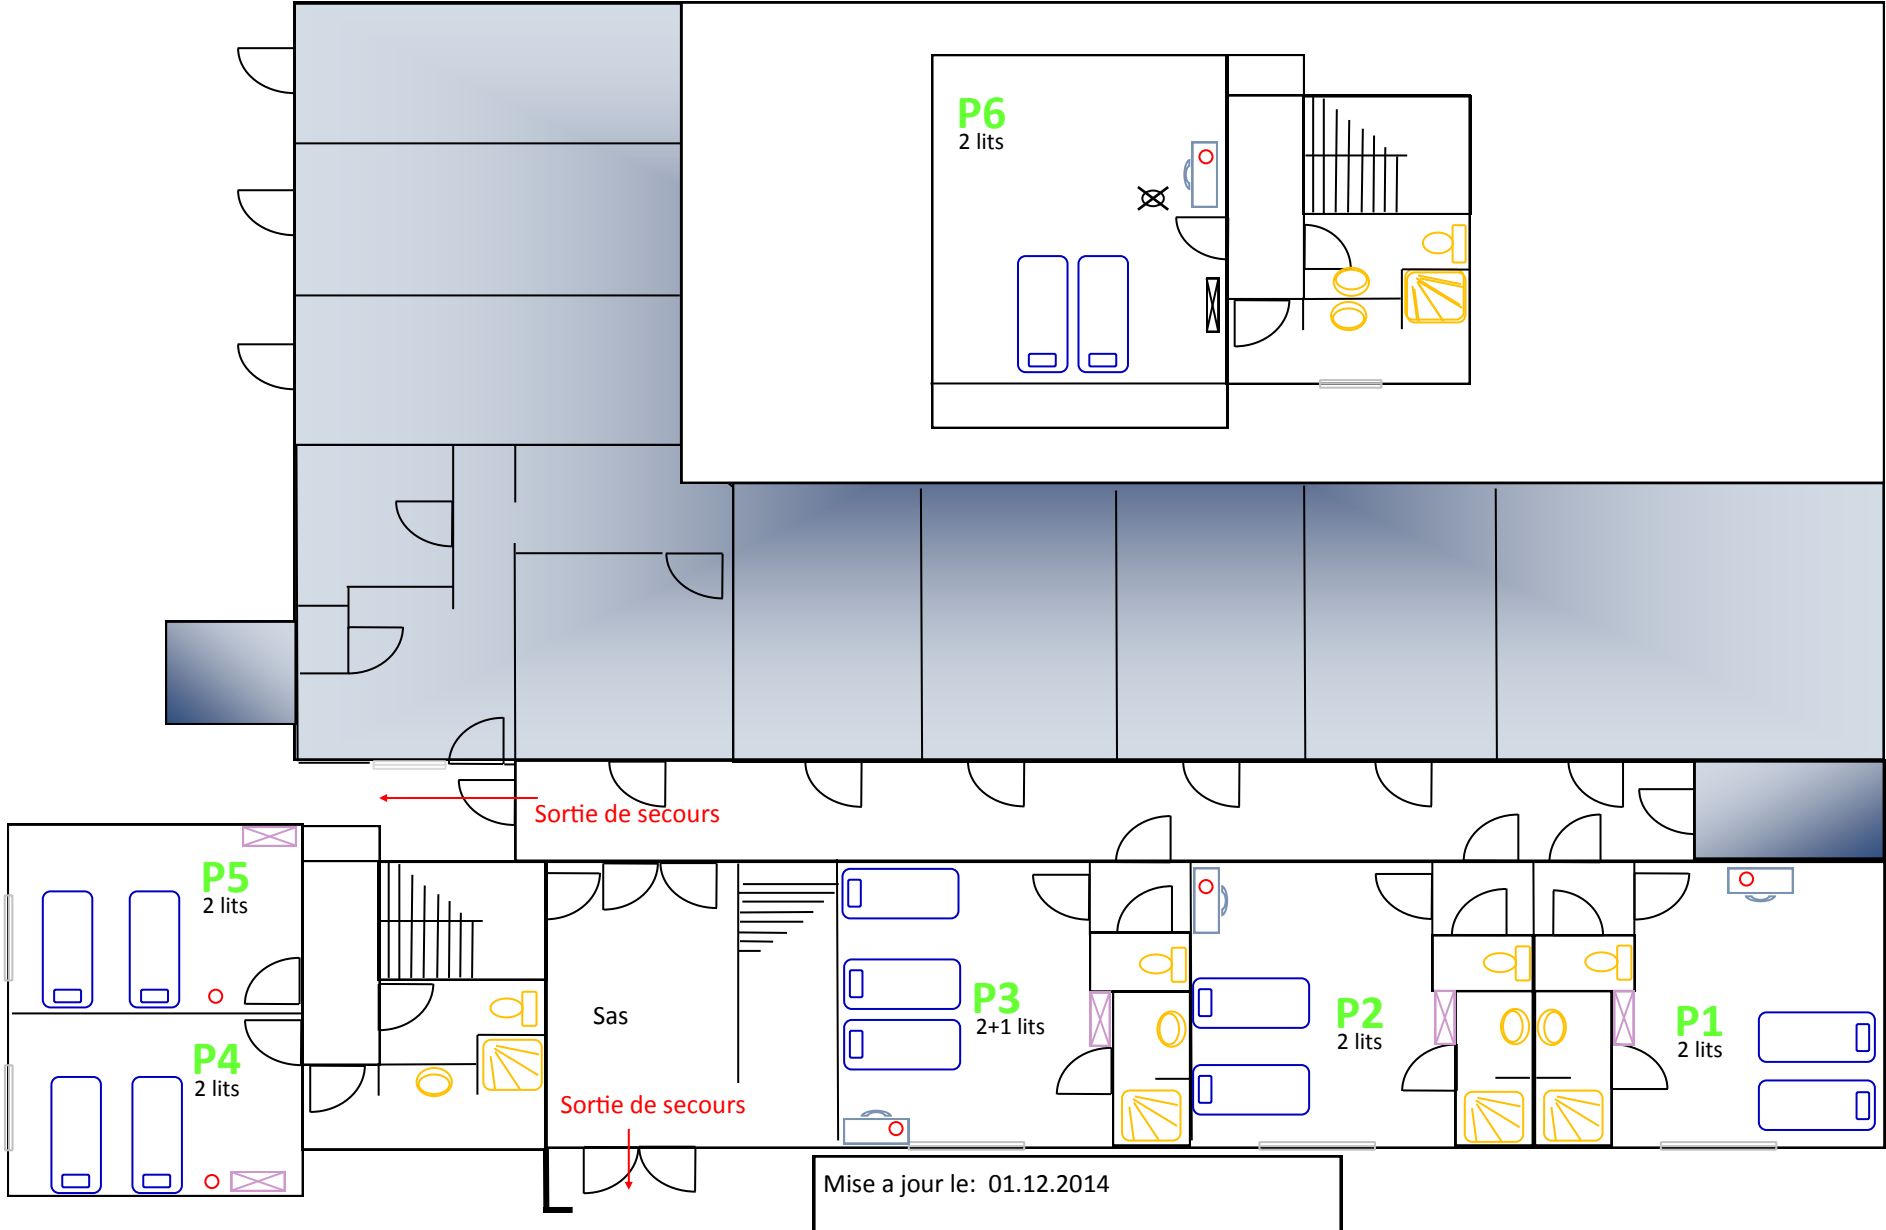 P6
2 lits
Sortie de secours
P5
2 lits
P4
2 lits
Sas
Sortie de secours
P3
2+1 lits
P2
2 lits
P1
2 lits
Mise a jour le: 01.12.2014